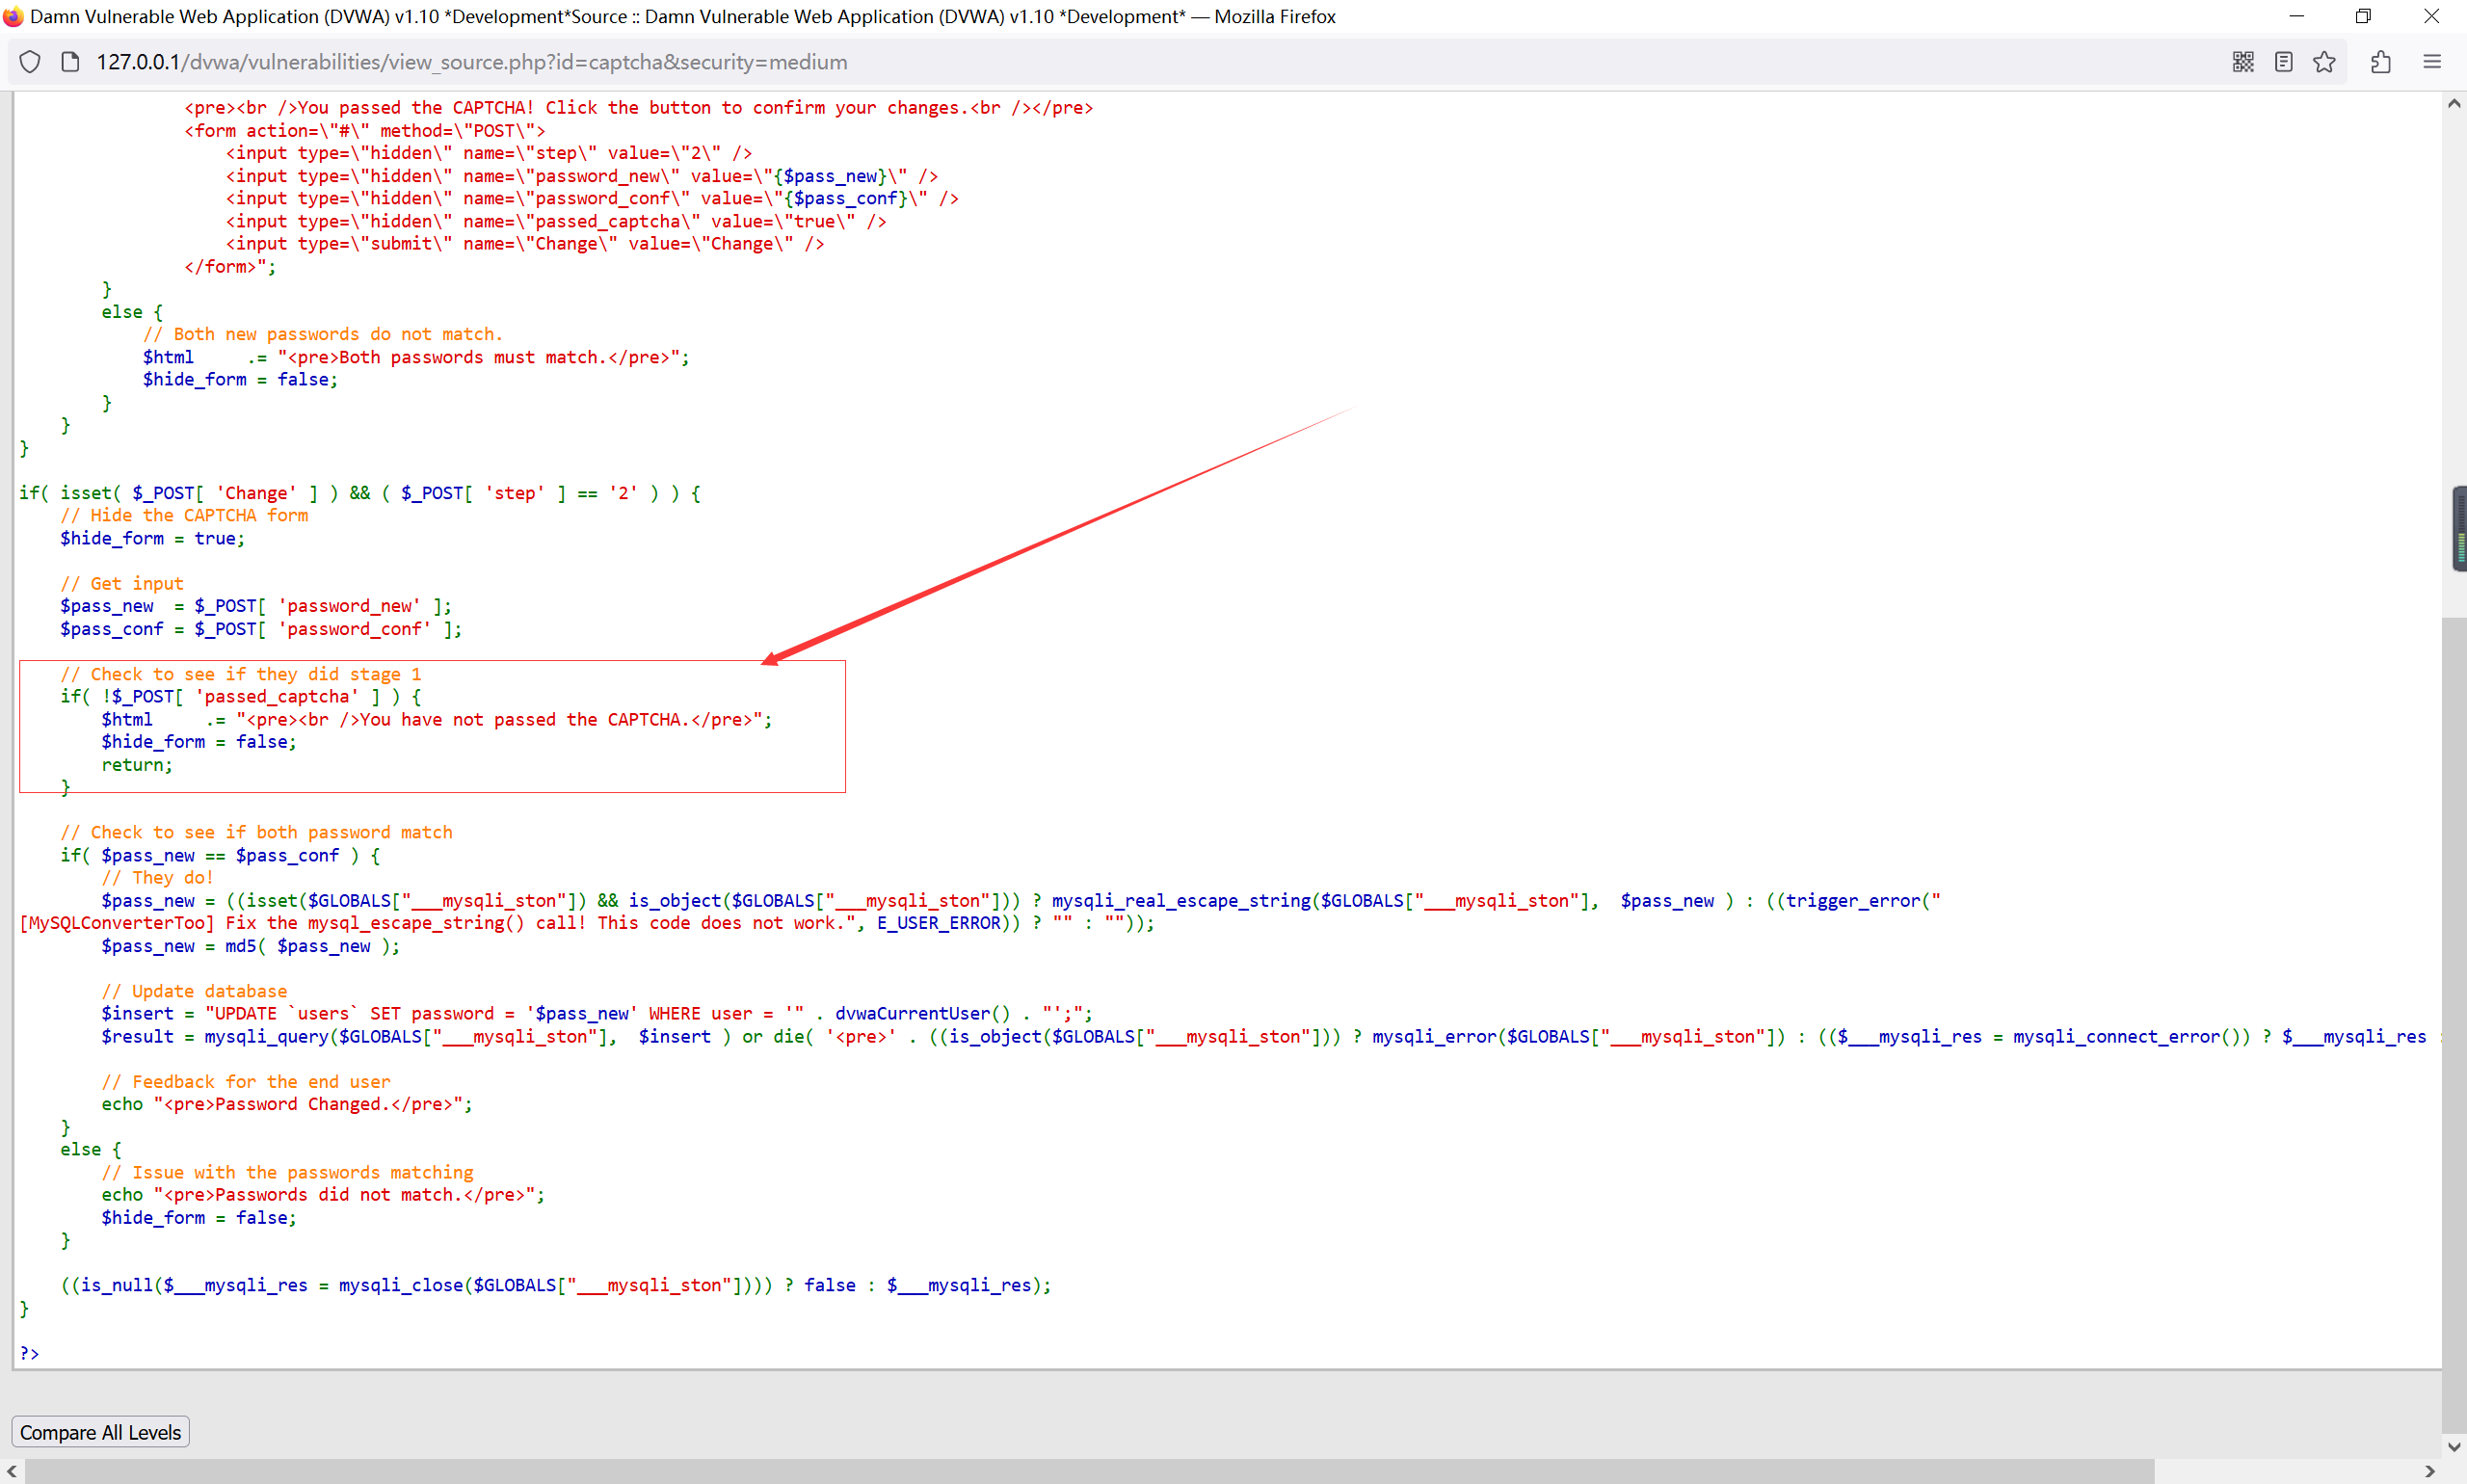 Damn Vulnerable Web Application (DVWA) v1.10 *Development*Source :: Damn Vulnerable Web Application (DVWA) v1.10 *Development* — Mozilla Firefox
127.0.0.1/dvwa/vulnerabilities/view_source.php?id=captcha&security=medium
                <pre><br />You passed the CAPTCHA! Click the button to confirm your changes.<br /></pre>
                <form action=\"#\" method=\"POST\">
                    <input type=\"hidden\" name=\"step\" value=\"2\" />
                    <input type=\"hidden\" name=\"password_new\" value=\"{$pass_new}\" />
                    <input type=\"hidden\" name=\"password_conf\" value=\"{$pass_conf}\" />
                    <input type=\"hidden\" name=\"passed_captcha\" value=\"true\" />
                    <input type=\"submit\" name=\"Change\" value=\"Change\" />
                </form>";
        }
        else {
            // Both new passwords do not match.
            $html     .= "<pre>Both passwords must match.</pre>";
            $hide_form = false;
        }
    }
}
if( isset( $_POST[ 'Change' ] ) && ( $_POST[ 'step' ] == '2' ) ) {
    // Hide the CAPTCHA form
    $hide_form = true;
    // Get input
    $pass_new  = $_POST[ 'password_new' ];
    $pass_conf = $_POST[ 'password_conf' ];
    // Check to see if they did stage 1
    if( !$_POST[ 'passed_captcha' ] ) {
        $html     .= "<pre><br />You have not passed the CAPTCHA.</pre>";
        $hide_form = false;
        return;
    }
    // Check to see if both password match
    if( $pass_new == $pass_conf ) {
        // They do!
        $pass_new = ((isset($GLOBALS["___mysqli_ston"]) && is_object($GLOBALS["___mysqli_ston"])) ? mysqli_real_escape_string($GLOBALS["___mysqli_ston"],  $pass_new ) : ((trigger_error("
[MySQLConverterToo] Fix the mysql_escape_string() call! This code does not work.", E_USER_ERROR)) ? "" : ""));
        $pass_new = md5( $pass_new );
        // Update database
        $insert = "UPDATE `users` SET password = '$pass_new' WHERE user = '" . dvwaCurrentUser() . "';";
        $result = mysqli_query($GLOBALS["___mysqli_ston"],  $insert ) or die( '<pre>' . ((is_object($GLOBALS["___mysqli_ston"])) ? mysqli_error($GLOBALS["___mysqli_ston"]) : (($___mysqli_res = mysqli_connect_error()) ? $___mysqli_res :
        // Feedback for the end user
        echo "<pre>Password Changed.</pre>";
    }
    else {
        // Issue with the passwords matching
        echo "<pre>Passwords did not match.</pre>";
        $hide_form = false;
    }
    ((is_null($___mysqli_res = mysqli_close($GLOBALS["___mysqli_ston"]))) ? false : $___mysqli_res);
}
?>
Compare All Levels